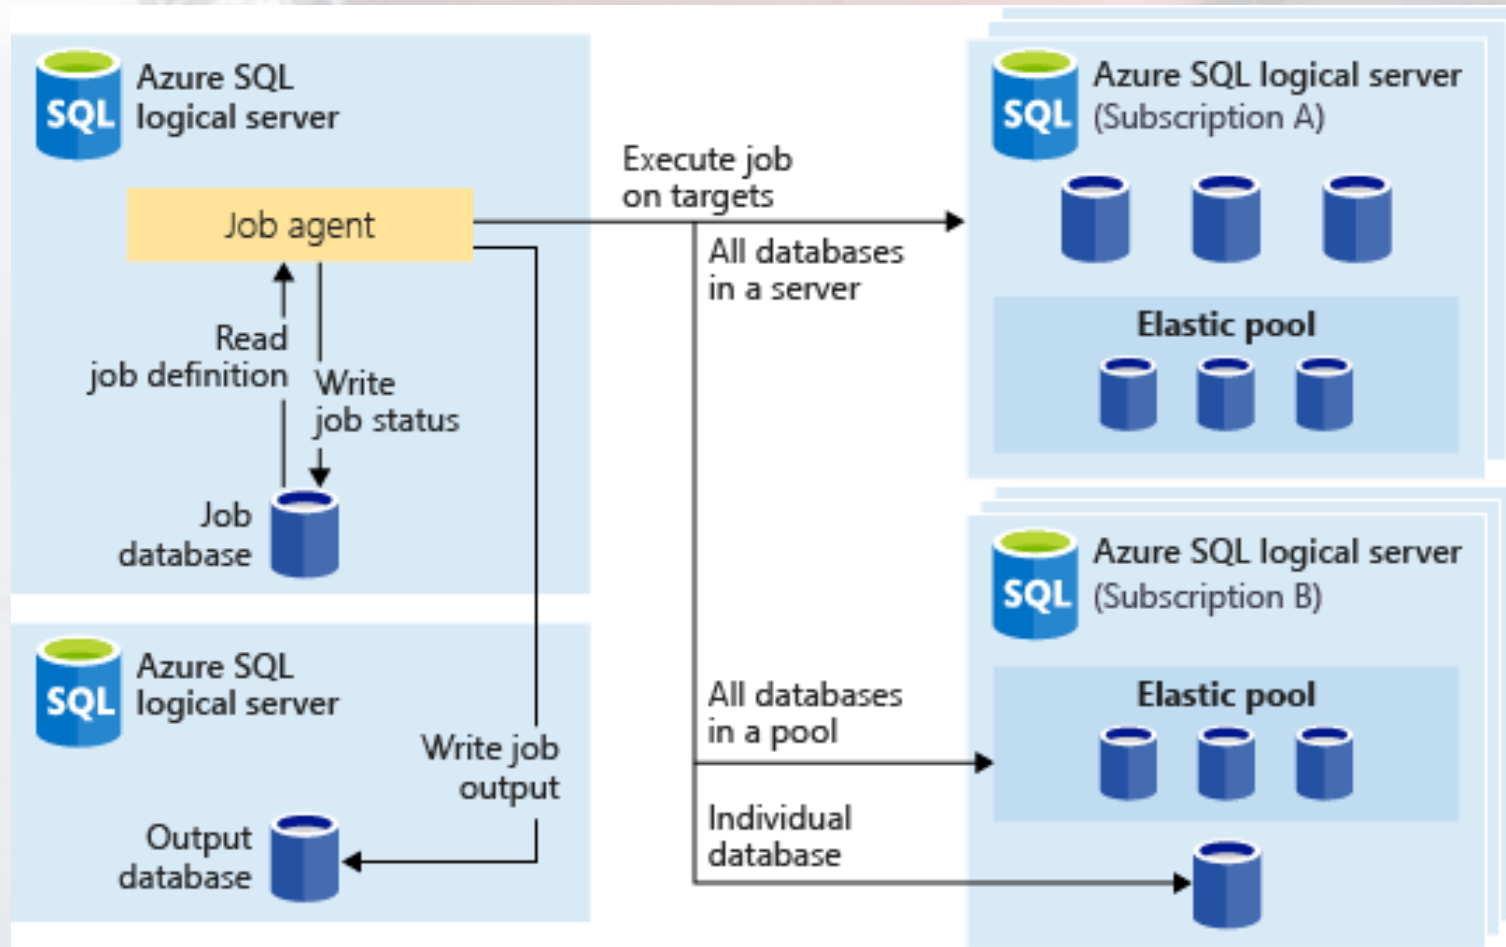 SQL
Azure SQL
logical server
Job agent
Read
job definition
Write
job status
Job
database
SQL
Azure SQL
logical server
Write job
output
Output
database
Execute job
on targets
All databases
in a server
All databases
in a pool
Individual
database
SQL
Azure SQL logical server
(Subscription A)
Elastic pool
SQL
Azure SQL logical server
(Subscription B)
Elastic pool